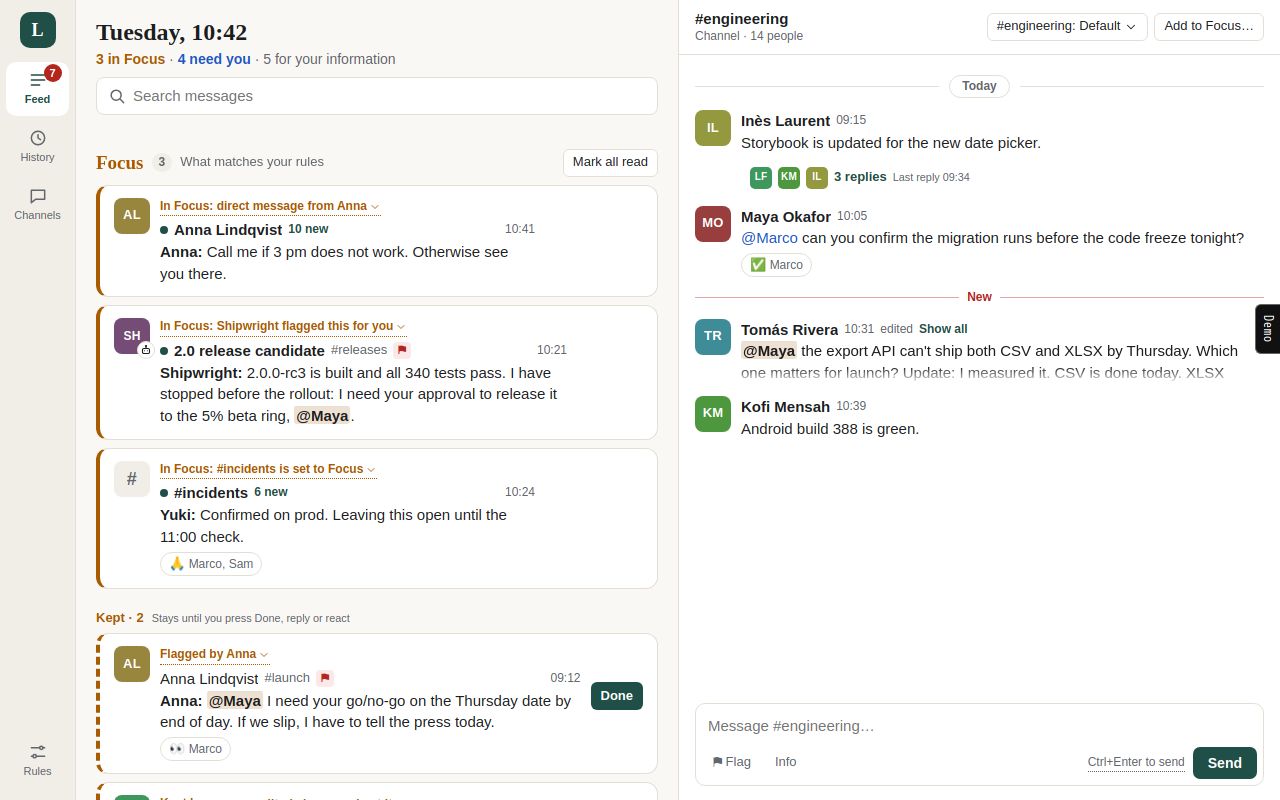 L
7
Feed
History
Channels
Rules
Tuesday, 10:42
3 in Focus · 4 need you · 5 for your information
Search messages
Focus 3 What matches your rules Mark all read
AL
In Focus: direct message from Anna
Anna Lindqvist 10 new 10:41
Anna: Call me if 3 pm does not work. Otherwise see
you there.
SH
In Focus: Shipwright flagged this for you
2.0 release candidate #releases 10:21
Shipwright: 2.0.0-rc3 is built and all 340 tests pass. I have
stopped before the rollout: I need your approval to release it
to the 5% beta ring, @Maya.
#
In Focus: #incidents is set to Focus
#incidents 6 new 10:24
Yuki: Confirmed on prod. Leaving this open until the
11:00 check.
🙏 Marco, Sam
Kept · 2 Stays until you press Done, reply or react
AL
Flagged by Anna
Anna Lindqvist #launch 09:12
Anna: @Maya I need your go/no-go on the Thursday date by
end of day. If we slip, I have to tell the press today.
Done
👀 Marco
#engineering
Channel · 14 people
#engineering: Default
Add to Focus…
Today
IL
Inès Laurent 09:15
Storybook is updated for the new date picker.
LF KM IL 3 replies Last reply 09:34
MO
Maya Okafor 10:05
@Marco can you confirm the migration runs before the code freeze tonight?
✅ Marco
New
TR
Tomás Rivera 10:31 edited Show all
@Maya the export API can't ship both CSV and XLSX by Thursday. Which
one matters for launch? Update: I measured it. CSV is done today. XLSX
KM
Kofi Mensah 10:39
Android build 388 is green.
Demo
Message #engineering…
Flag Info Ctrl+Enter to send Send